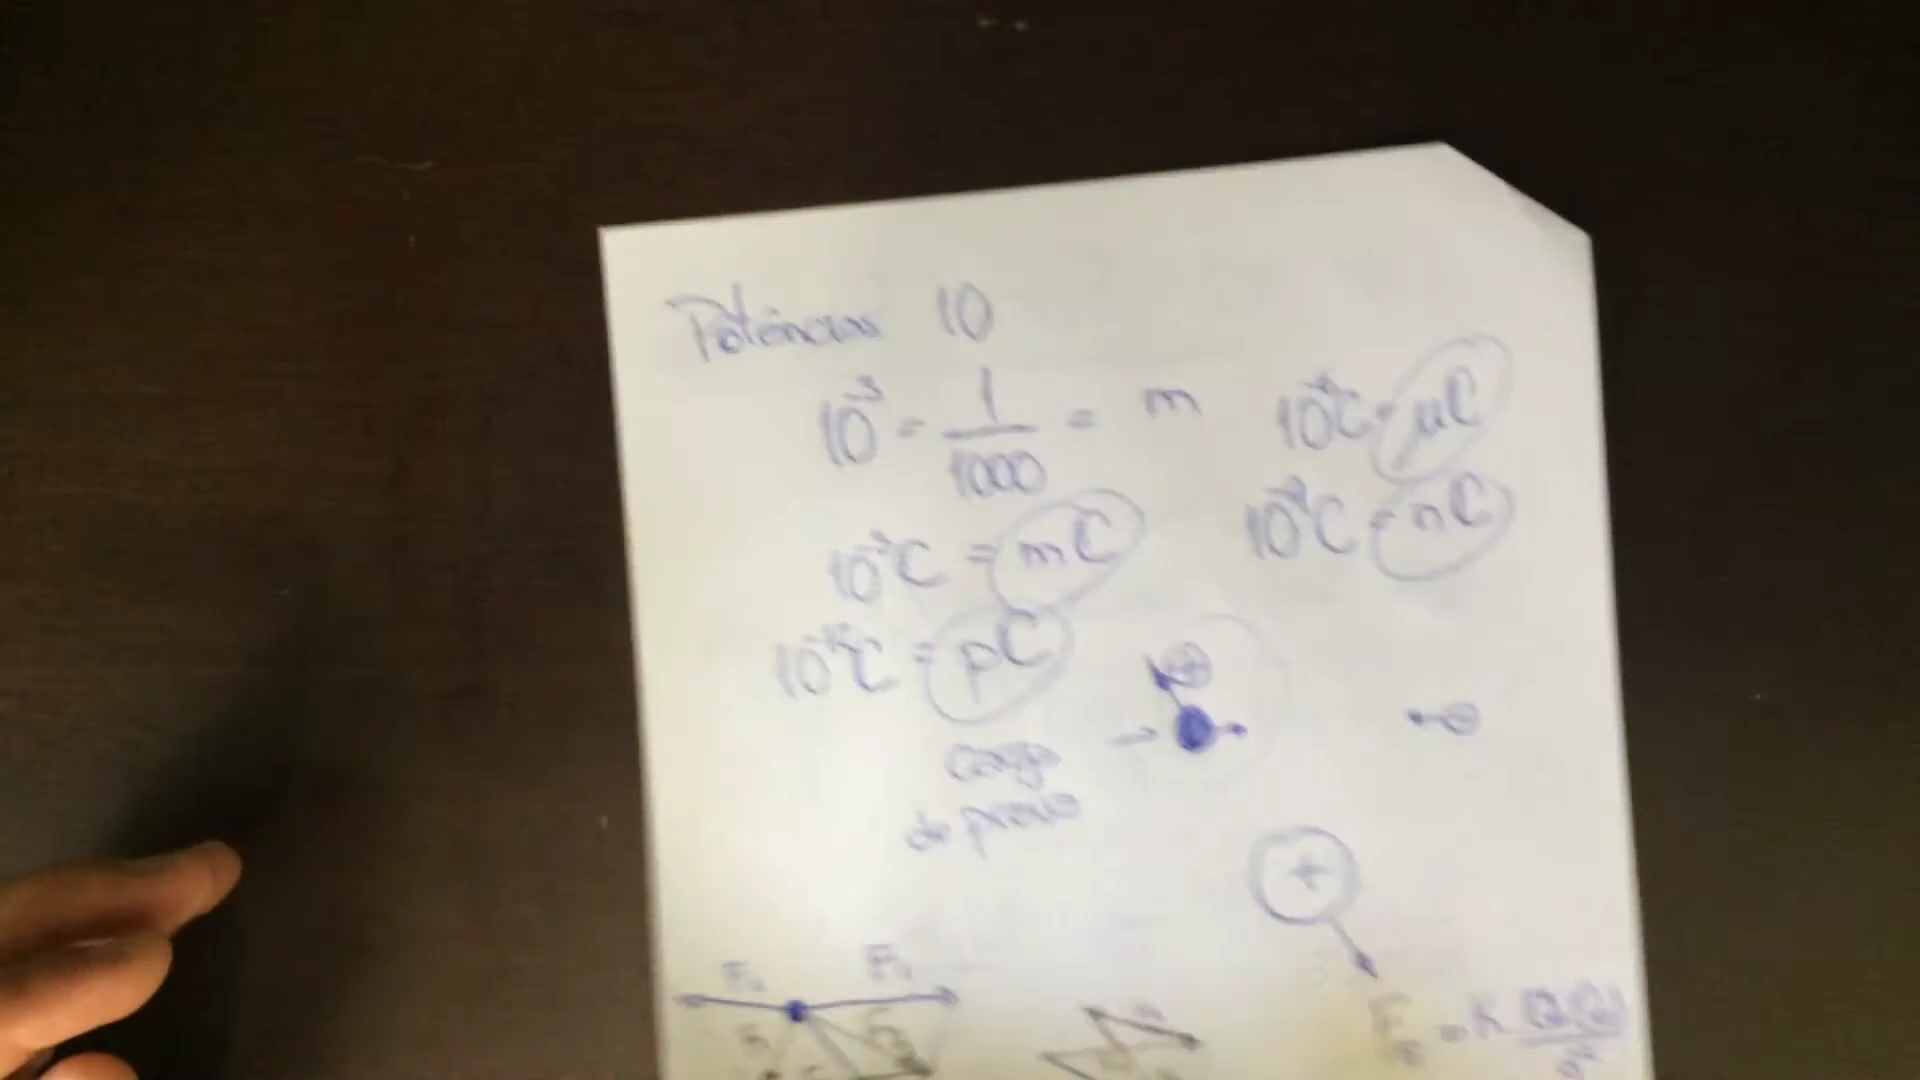 Potências 10
10⁻³ = 1/1000 = m
10⁻⁶C = μC
10⁻⁹C = nC
10⁻³C = mC
10⁻¹²C = pC
Carga
de prova
+
F₂ F₁